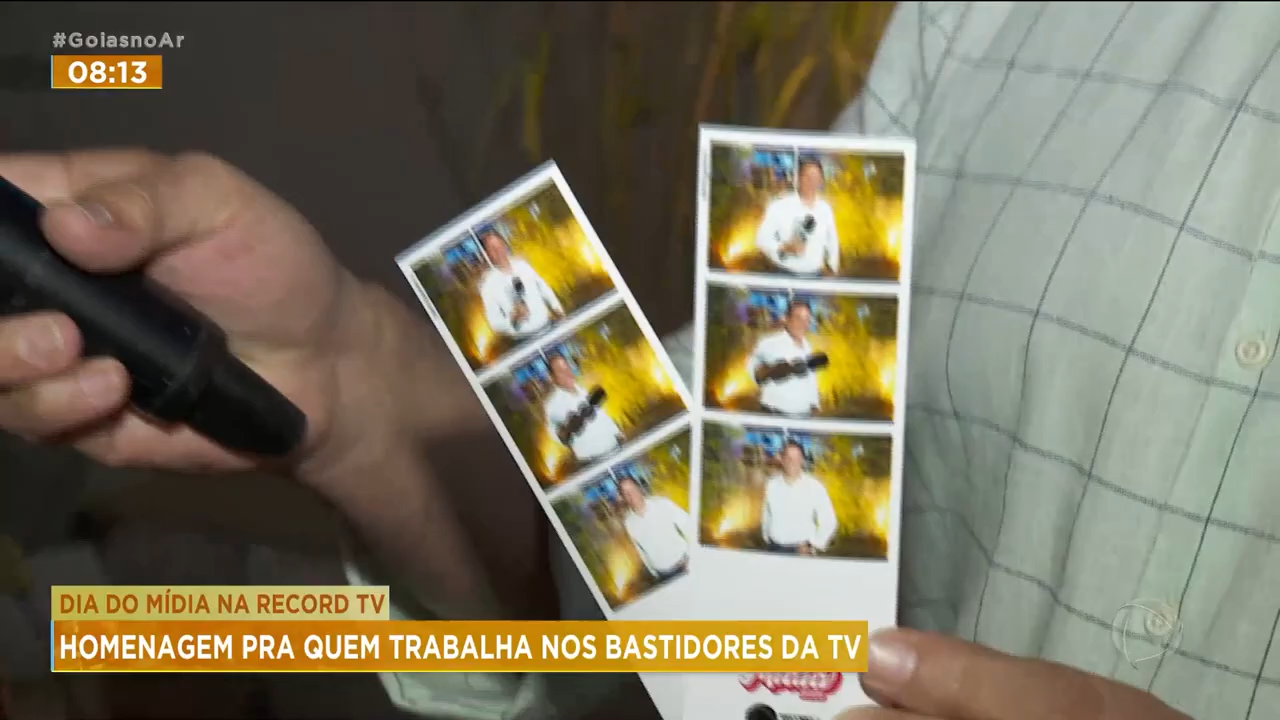 #GoiasnoAr
08:13
DIA DO MÍDIA NA RECORD TV
HOMENAGEM PRA QUEM TRABALHA NOS BASTIDORES DA TV